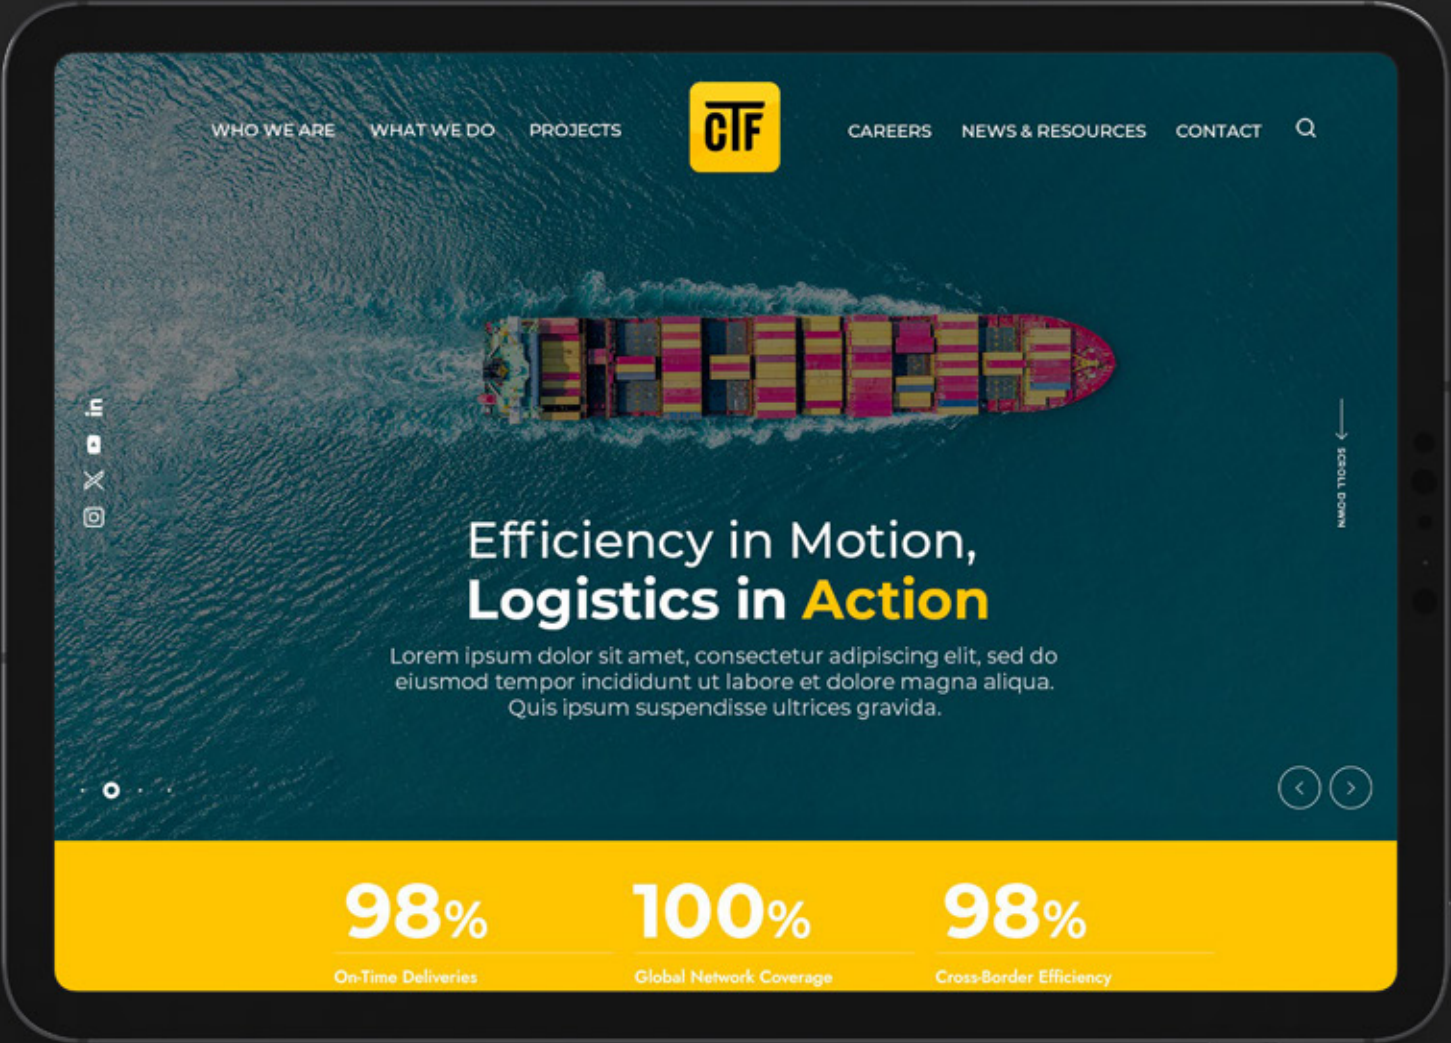 WHO WE ARE
WHAT WE DO
PROJECTS
CTF
CAREERS
NEWS & RESOURCES
CONTACT
in
SCROLL DOWN
Efficiency in Motion,
Logistics in Action
Lorem ipsum dolor sit amet, consectetur adipiscing elit, sed do
eiusmod tempor incididunt ut labore et dolore magna aliqua.
Quis ipsum suspendisse ultrices gravida.
98%
100%
98%
On-Time Deliveries
Global Network Coverage
Cross-Border Efficiency